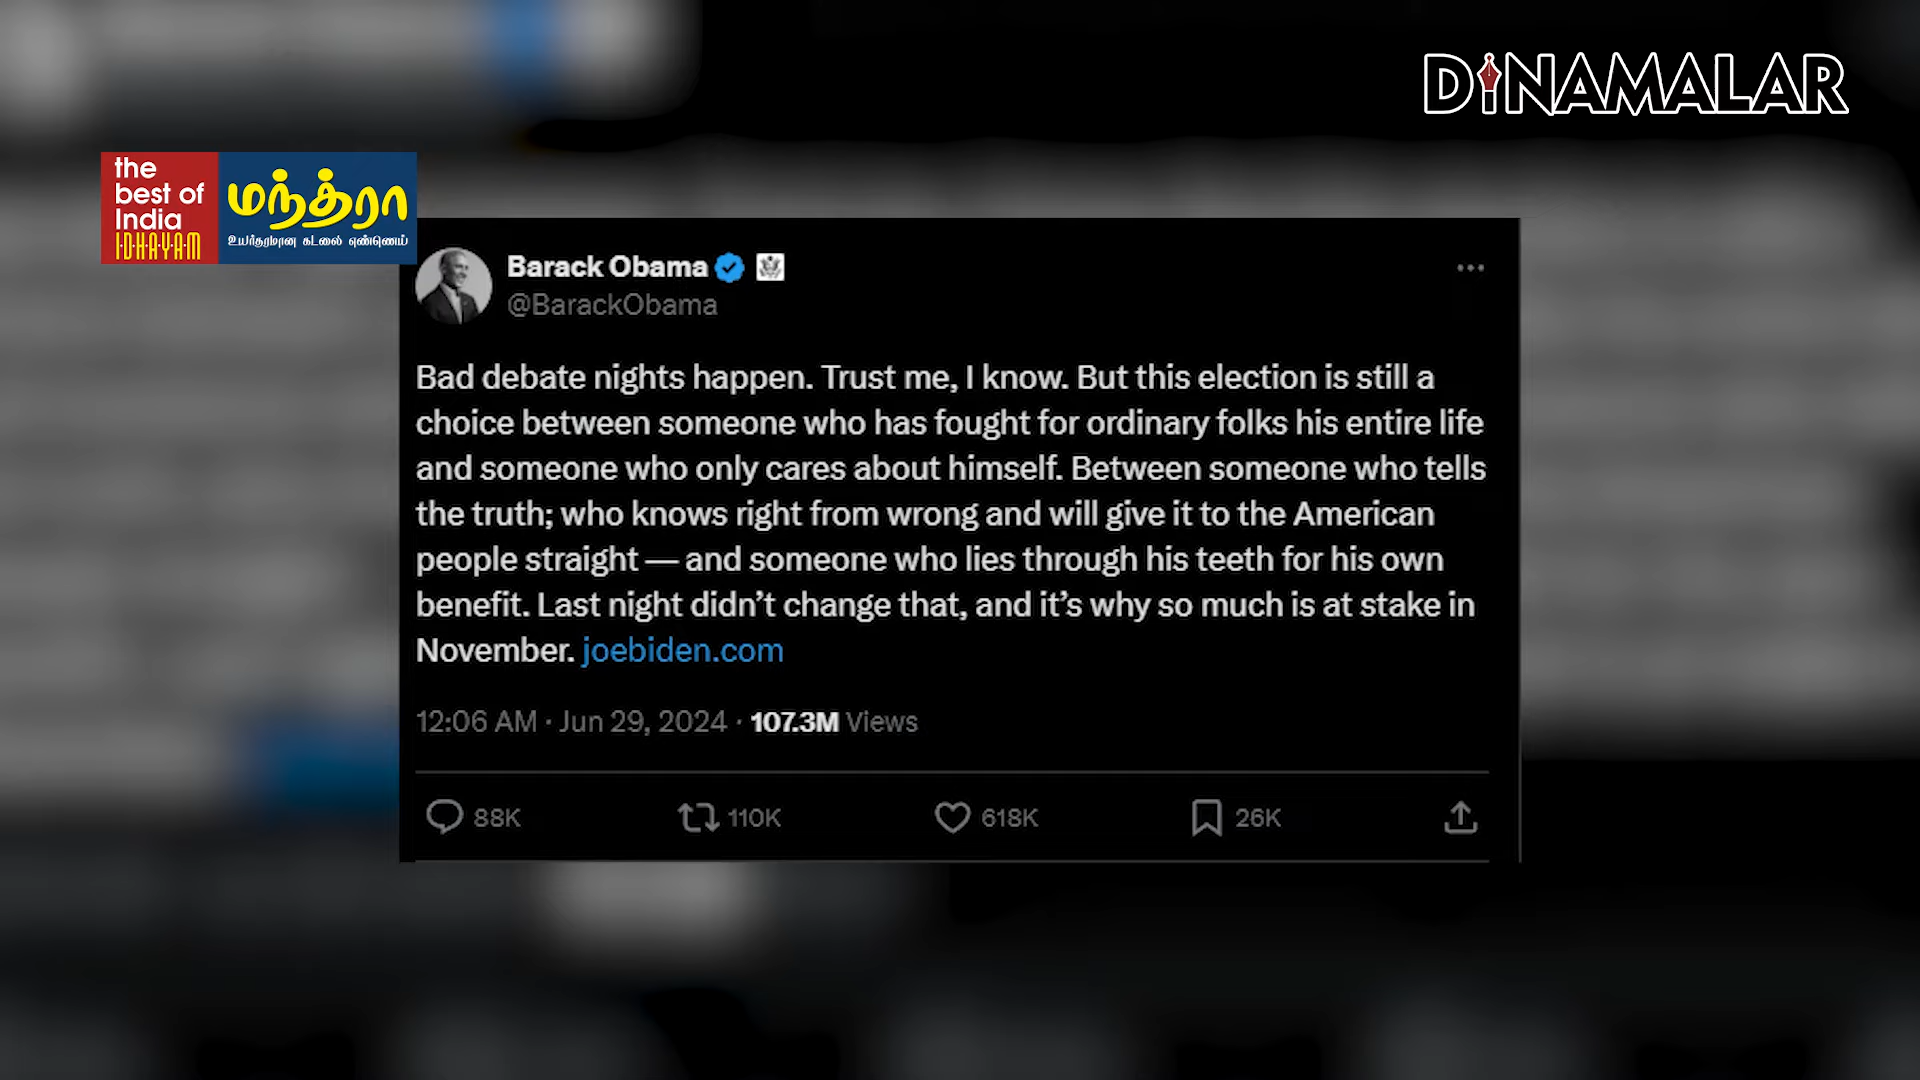 DINAMALAR
the
best of
India
IDHAYAM
மந்த்ரா
உயர்தரமான கடலை எண்ணெய்
Barack Obama
@BarackObama
Bad debate nights happen. Trust me, I know. But this election is still a
choice between someone who has fought for ordinary folks his entire life
and someone who only cares about himself. Between someone who tells
the truth; who knows right from wrong and will give it to the American
people straight — and someone who lies through his teeth for his own
benefit. Last night didn’t change that, and it’s why so much is at stake in
November. joebiden.com
12:06 AM · Jun 29, 2024 · 107.3M Views
88K 110K 618K 26K